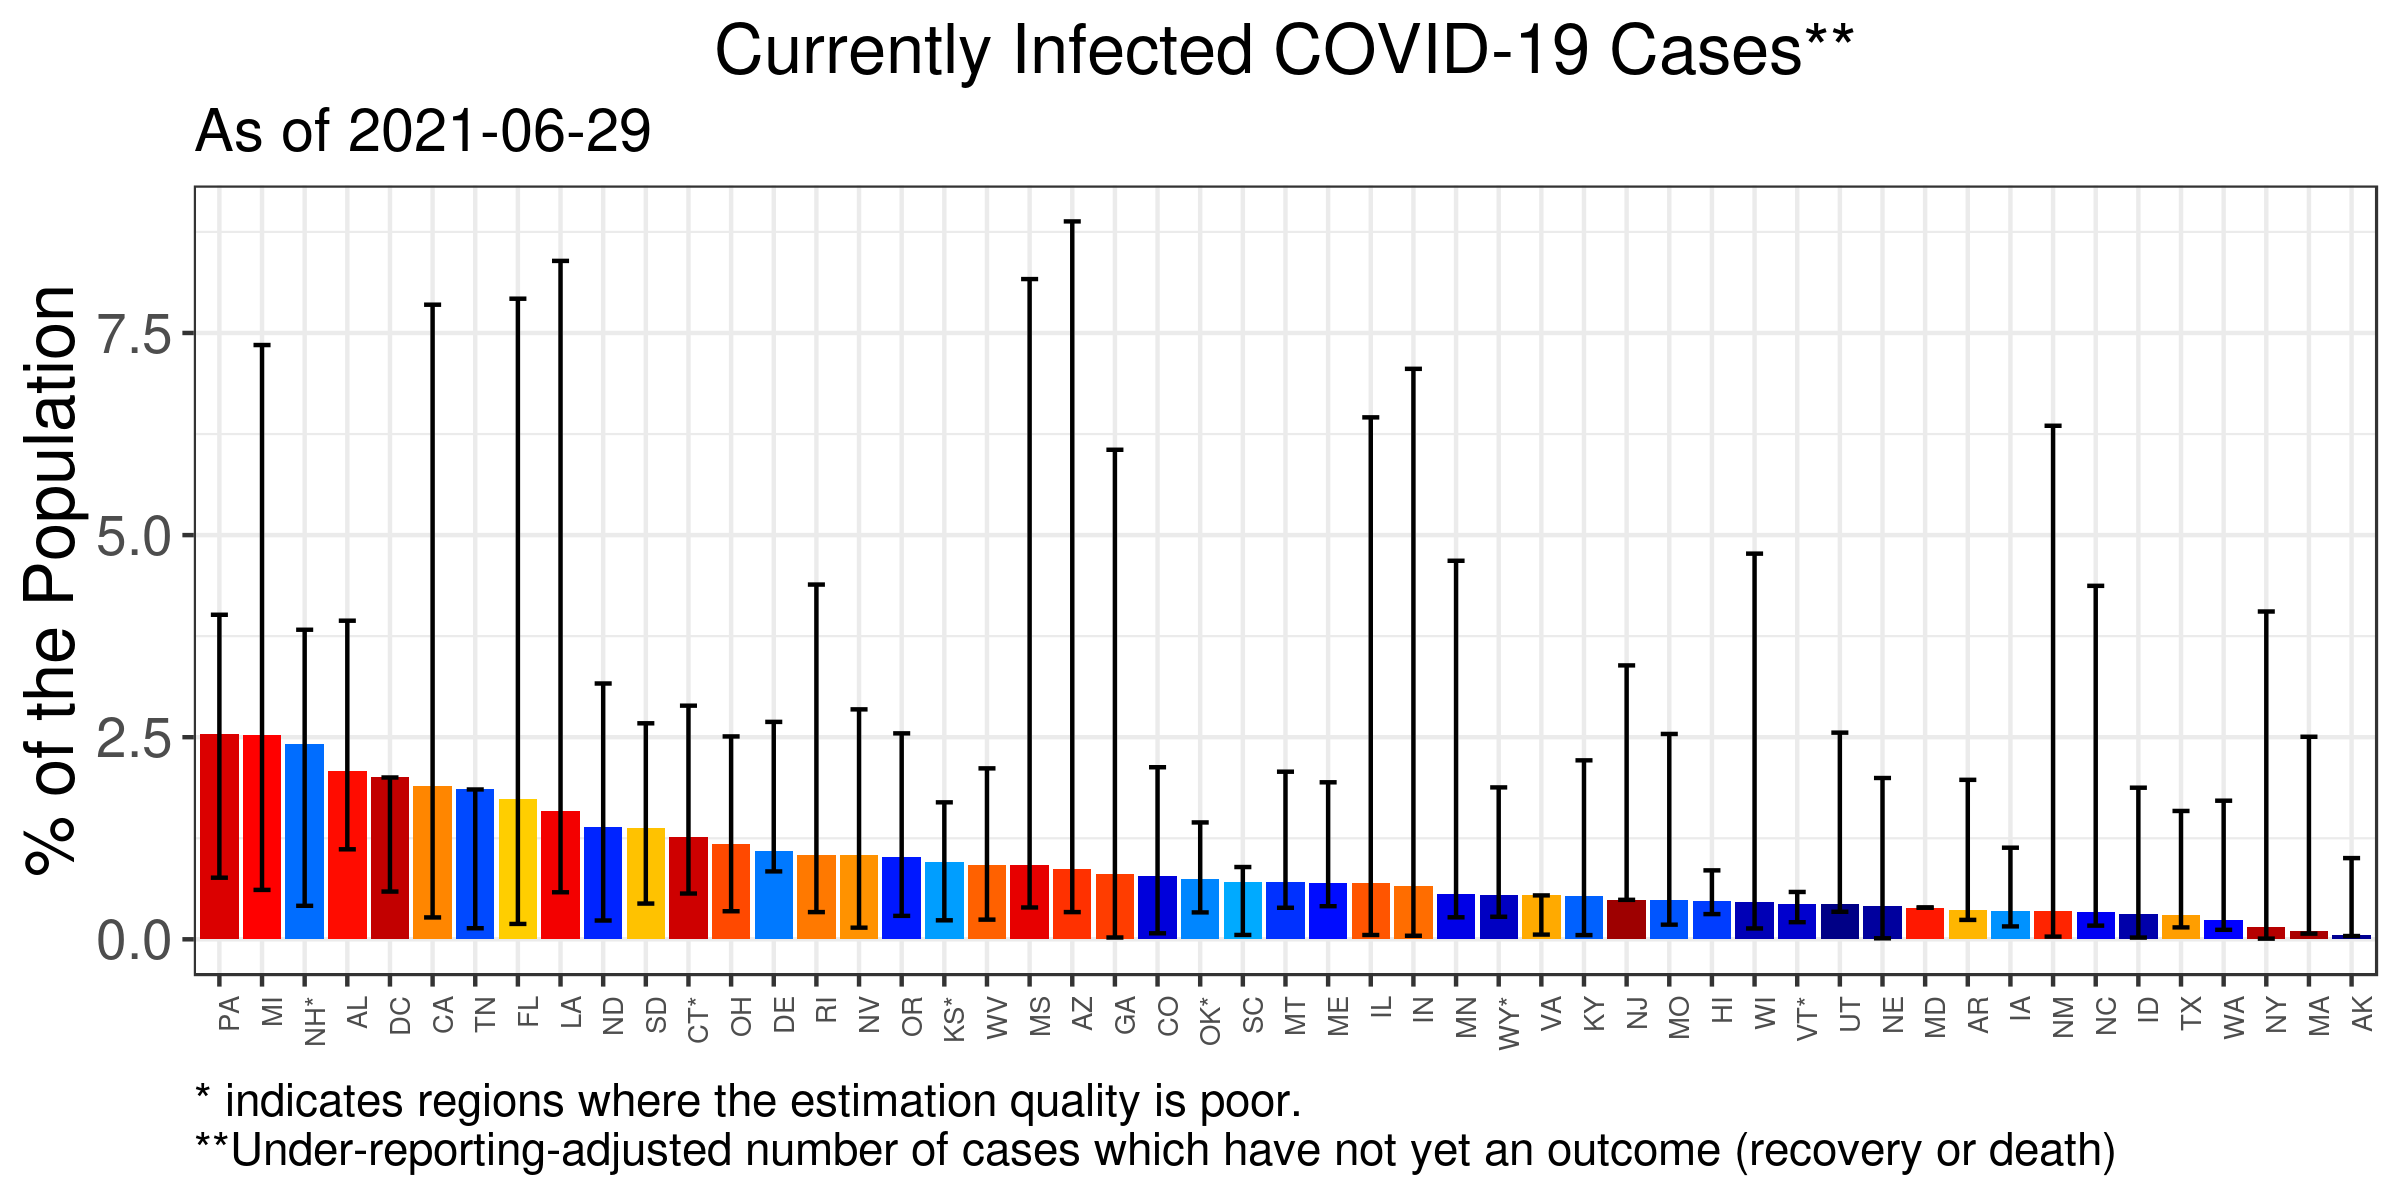 Currently Infected COVID-19 Cases**
As of 2021-06-29
% of the Population
7.5
5.0
2.5
0.0
PA MI NH* AL DC CA TN FL LA ND SD CT* OH DE RI NV OR KS* WV MS AZ GA CO OK* SC MT ME IL IN MN WY* VA KY NJ MO HI WI VT* UT NE MD AR IA NM NC ID TX WA NY MA AK
* indicates regions where the estimation quality is poor.
**Under-reporting-adjusted number of cases which have not yet an outcome (recovery or death)